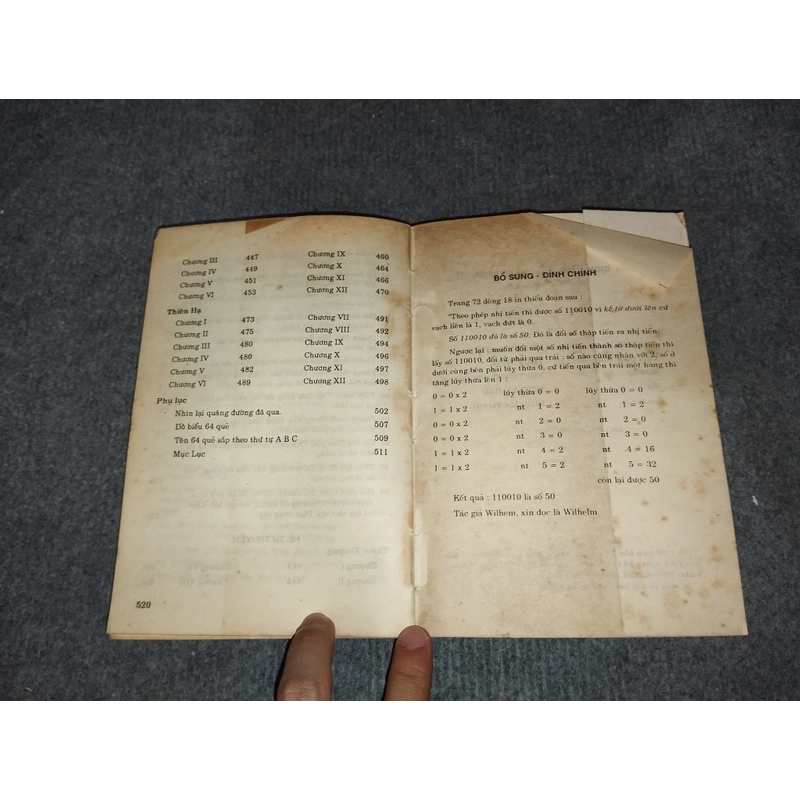 Chương III 447 Chương IX 460
Chương IV 449 Chương X 464
Chương V 451 Chương XI 466
Chương VI 453 Chương XII 470
Thiên Hạ
Chương I 473 Chương VII 491
Chương II 475 Chương VIII 492
Chương III 480 Chương IX 494
Chương IV 480 Chương X 496
Chương V 482 Chương XI 497
Chương VI 489 Chương XII 498
Phụ lục
Nhìn lại quãng đường đã qua. 502
Đồ biểu 64 quẻ 507
Tên 64 quẻ sắp theo thứ tự A B C 509
Mục Lục 511
520
BỔ SUNG - ĐÍNH CHÍNH
Trang 72 dòng 18 in thiếu đoạn sau :
"Theo phép nhị tiến thì được số 110010 vì kể từ dưới lên cứ
vạch liền là 1, vạch đứt là 0.
Số 110010 đó là số 50. Đó là đổi số thập tiến ra nhị tiến.
Ngược lại : muốn đổi một số nhị tiến thành số thập tiến thì
lấy số 110010, đổi từ phải qua trái : số nào cũng nhân với 2, số ở
dưới cùng bên phải lũy thừa 0, cứ tiến qua bên trái một hàng thì
tăng lũy thừa lên 1 :
0 = 0 x 2 lũy thừa 0 = 0 lũy thừa 0 = 0
1 = 1 x 2 nt 1 = 2 nt 1 = 2
0 = 0 x 2 nt 2 = 0 nt 2 = 0
0 = 0 x 2 nt 3 = 0 nt 3 = 0
1 = 1 x 2 nt 4 = 2 nt 4 = 16
1 = 1 x 2 nt 5 = 2 nt 5 = 32
còn lại được 50
Kết quả : 110010 là số 50
Tác giả Wilhem, xin đọc là Wilhelm